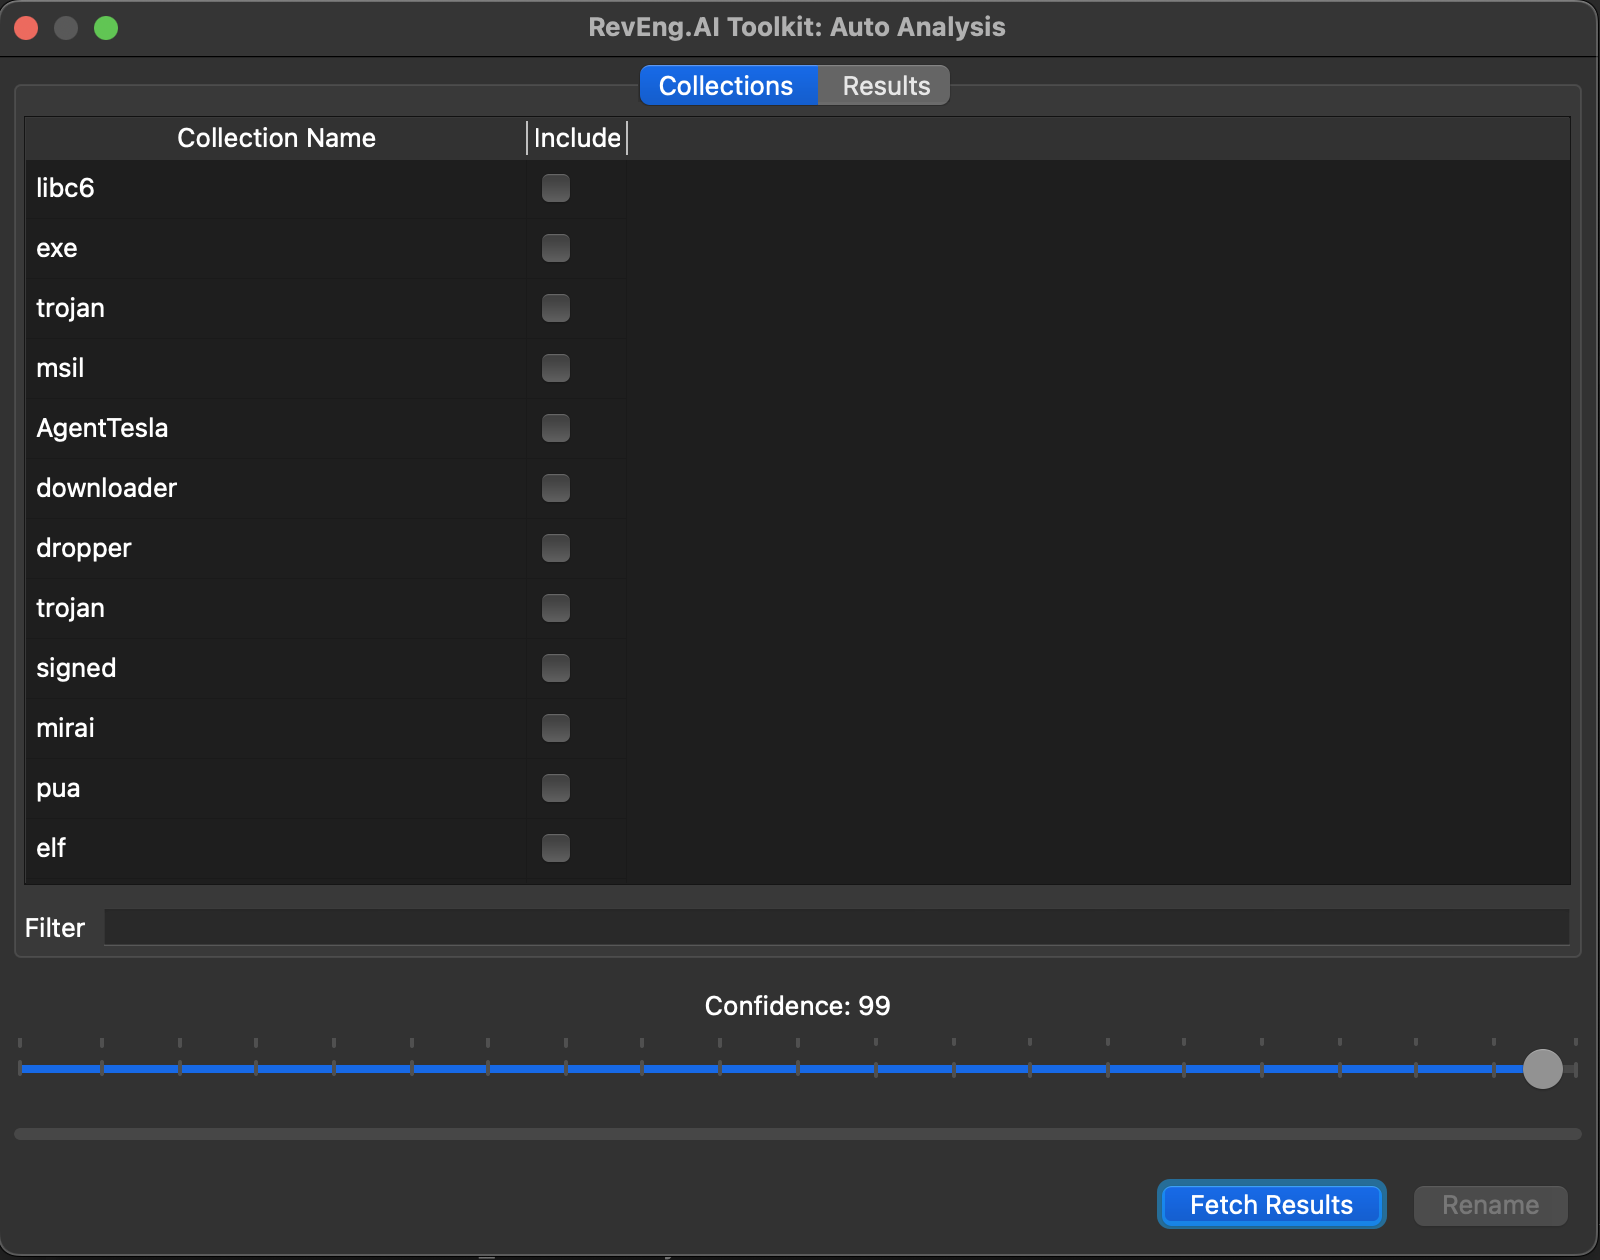 RevEng.AI Toolkit: Auto Analysis
Collections Results
Collection Name Include
libc6
exe
trojan
msil
AgentTesla
downloader
dropper
trojan
signed
mirai
pua
elf
Filter
Confidence: 99
Fetch Results Rename